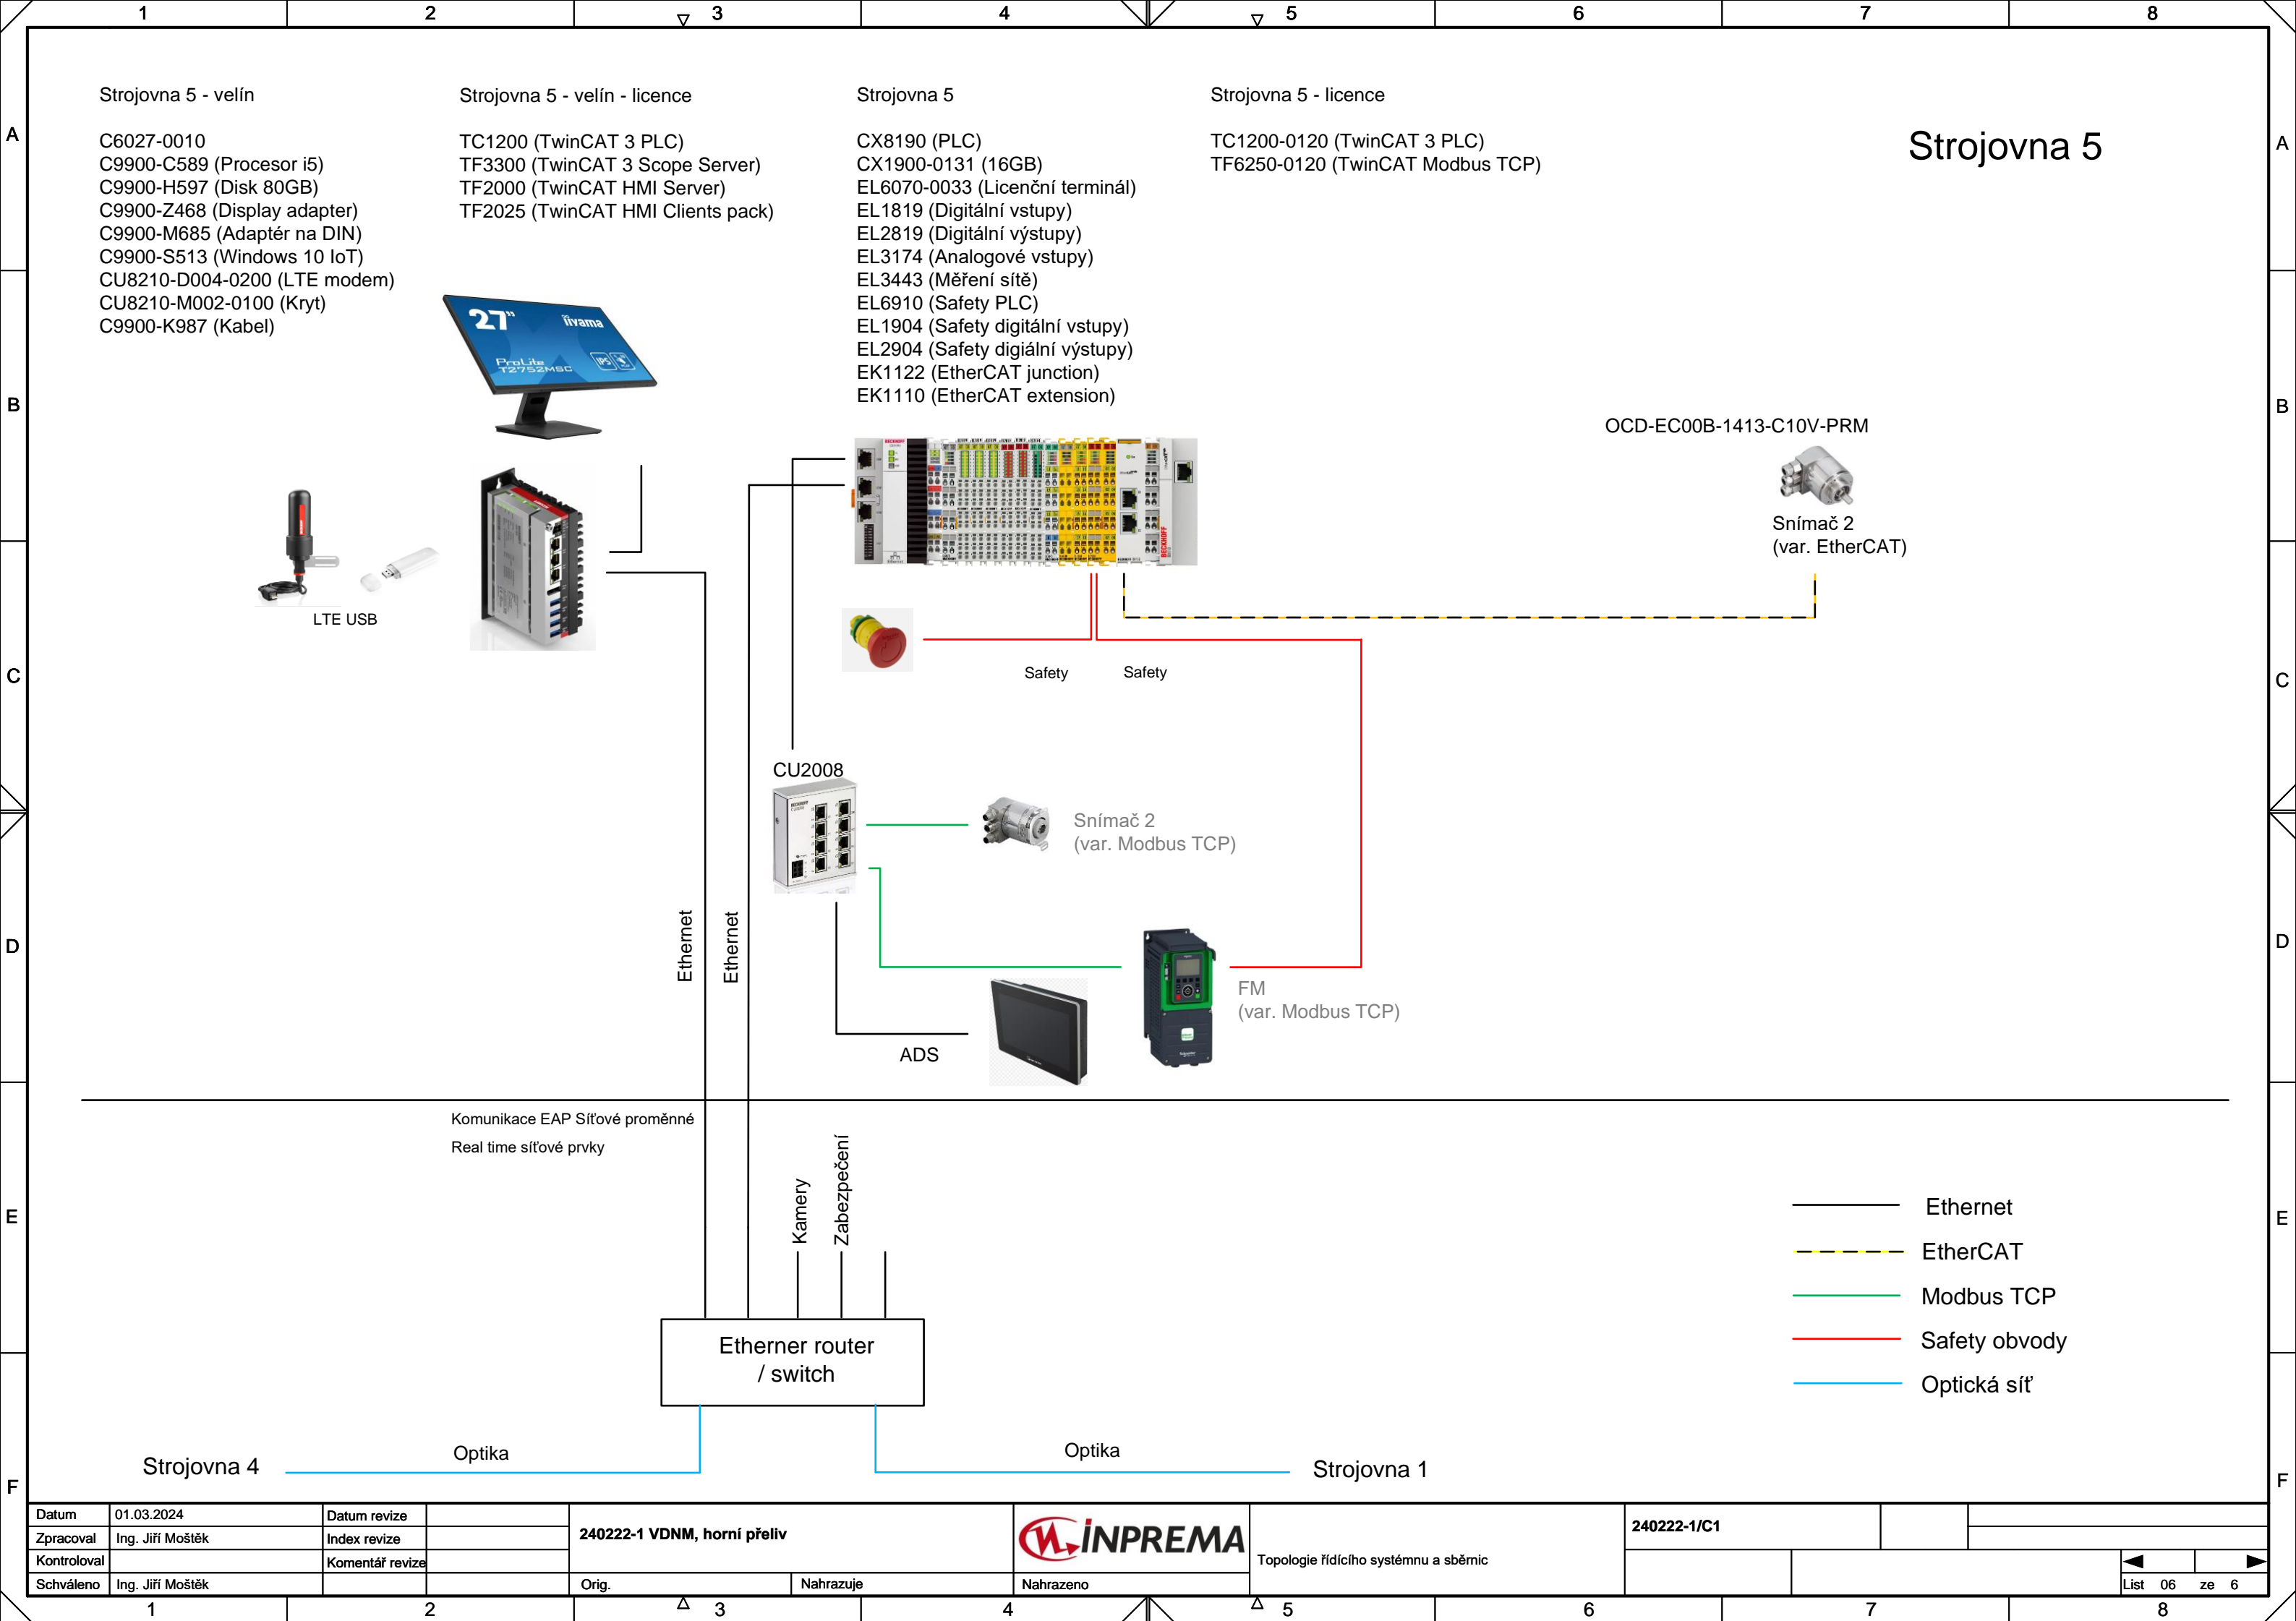 1 2 3 4 5 6 7 8
A
B
C
D
E
F
A
B
C
D
E
F
Strojovna 5 - velín
C6027-0010
C9900-C589 (Procesor i5)
C9900-H597 (Disk 80GB)
C9900-Z468 (Display adapter)
C9900-M685 (Adaptér na DIN)
C9900-S513 (Windows 10 IoT)
CU8210-D004-0200 (LTE modem)
CU8210-M002-0100 (Kryt)
C9900-K987 (Kabel)
Strojovna 5 - velín - licence
TC1200 (TwinCAT 3 PLC)
TF3300 (TwinCAT 3 Scope Server)
TF2000 (TwinCAT HMI Server)
TF2025 (TwinCAT HMI Clients pack)
Strojovna 5
CX8190 (PLC)
CX1900-0131 (16GB)
EL6070-0033 (Licenční terminál)
EL1819 (Digitální vstupy)
EL2819 (Digitální výstupy)
EL3174 (Analogové vstupy)
EL3443 (Měření sítě)
EL6910 (Safety PLC)
EL1904 (Safety digitální vstupy)
EL2904 (Safety digiální výstupy)
EK1122 (EtherCAT junction)
EK1110 (EtherCAT extension)
Strojovna 5 - licence
TC1200-0120 (TwinCAT 3 PLC)
TF6250-0120 (TwinCAT Modbus TCP)
Strojovna 5
27"
iiyama
ProLite
T2752MSC
IPS
LTE USB
BECKHOFF
BECKHOFF
OCD-EC00B-1413-C10V-PRM
Snímač 2
(var. EtherCAT)
Safety
Safety
CU2008
Snímač 2
(var. Modbus TCP)
FM
(var. Modbus TCP)
ADS
Ethernet
Ethernet
Komunikace EAP Síťové proměnné
Real time síťové prvky
Kamery
Zabezpečení
Etherner router
/ switch
Ethernet
EtherCAT
Modbus TCP
Safety obvody
Optická síť
Strojovna 4
Optika
Optika
Strojovna 1
Datum 01.03.2024 Datum revize
Zpracoval Ing. Jiří Moštěk Index revize
Kontroloval Komentář revize
Schváleno Ing. Jiří Moštěk
240222-1 VDNM, horní přeliv
Orig. Nahrazuje Nahrazeno
INPREMA
Topologie řídícího systémnu a sběrnic
240222-1/C1
List 06 ze 6
1 2 3 4 5 6 7 8